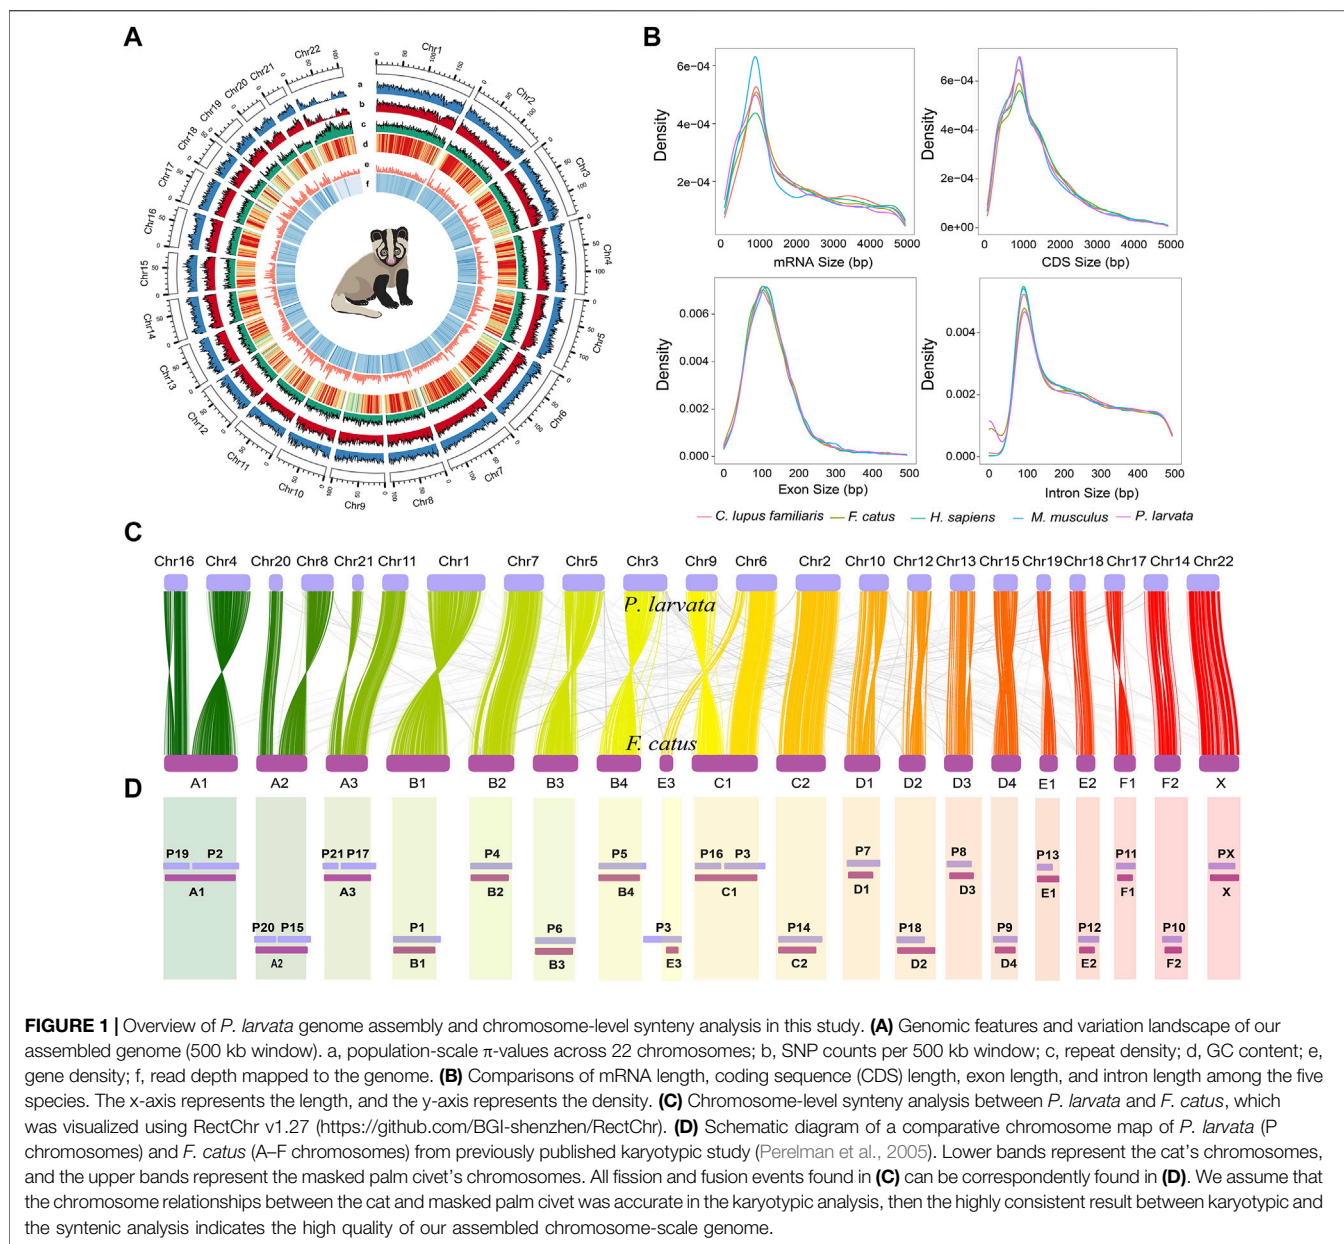 A
Chr1
Chr2
Chr3
Chr4
Chr5
Chr6
Chr7
Chr8
Chr9
Chr10
Chr11
Chr12
Chr13
Chr14
Chr15
Chr16
Chr17
Chr18
Chr19
Chr20
Chr21
Chr22
a
b
c
d
e
f
B
Density
6e−04
4e−04
2e−04
0 1000 2000 3000 4000 5000
mRNA Size (bp)
Density
6e−04
4e−04
2e−04
0e+00
0 1000 2000 3000 4000 5000
CDS Size (bp)
Density
0.006
0.004
0.002
0.000
0 100 200 300 400 500
Exon Size (bp)
Density
0.004
0.002
0.000
0 100 200 300 400 500
Intron Size (bp)
C. lupus familiaris F. catus H. sapiens M. musculus P. larvata
C
Chr16 Chr4 Chr20 Chr8 Chr21 Chr11 Chr1 Chr7 Chr5 Chr3 Chr9 Chr6 Chr2 Chr10 Chr12 Chr13 Chr15 Chr19 Chr18 Chr17 Chr14 Chr22
P. larvata
F. catus
A1 A2 A3 B1 B2 B3 B4 E3 C1 C2 D1 D2 D3 D4 E1 E2 F1 F2 X
D
P19 P2 P21 P17 P4 P5 P16 P3 P7 P8 P13 P11 PX
A1 A3 B2 B4 C1 D1 D3 E1 F1 X
P20 P15 P1 P6 P3 P14 P18 P9 P12 P10
A2 B1 B3 E3 C2 D2 D4 E2 F2
FIGURE 1 | Overview of P. larvata genome assembly and chromosome-level synteny analysis in this study. (A) Genomic features and variation landscape of our
assembled genome (500 kb window). a, population-scale π-values across 22 chromosomes; b, SNP counts per 500 kb window; c, repeat density; d, GC content; e,
gene density; f, read depth mapped to the genome. (B) Comparisons of mRNA length, coding sequence (CDS) length, exon length, and intron length among the five
species. The x-axis represents the length, and the y-axis represents the density. (C) Chromosome-level synteny analysis between P. larvata and F. catus, which
was visualized using RectChr v1.27 (https://github.com/BGI-shenzhen/RectChr). (D) Schematic diagram of a comparative chromosome map of P. larvata (P
chromosomes) and F. catus (A–F chromosomes) from previously published karyotypic study (Perelman et al., 2005). Lower bands represent the cat's chromosomes,
and the upper bands represent the masked palm civet's chromosomes. All fission and fusion events found in (C) can be correspondently found in (D). We assume that
the chromosome relationships between the cat and masked palm civet was accurate in the karyotypic analysis, then the highly consistent result between karyotypic and
the syntenic analysis indicates the high quality of our assembled chromosome-scale genome.